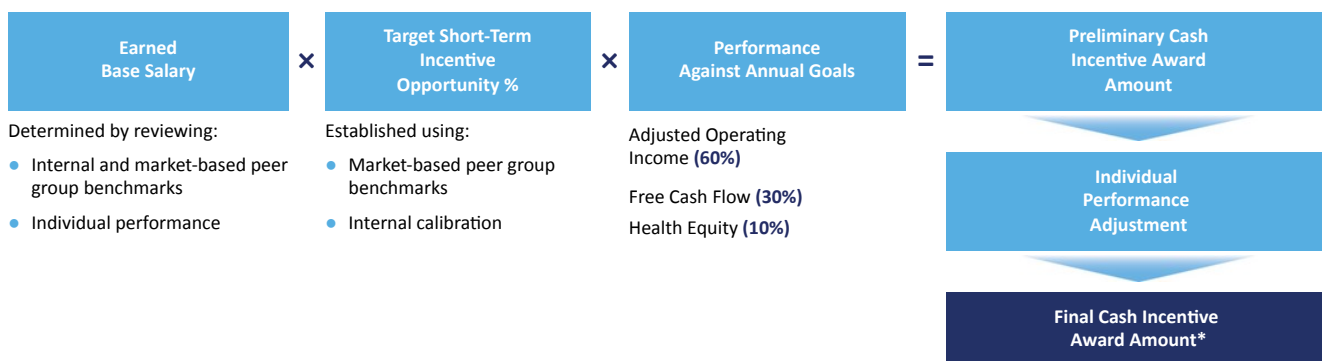 Earned
Base Salary
×
Target Short-Term
Incentive
Opportunity %
×
Performance
Against Annual Goals
=
Preliminary Cash
Incentive Award
Amount
Determined by reviewing:
• Internal and market-based peer
group benchmarks
• Individual performance
Established using:
• Market-based peer group
benchmarks
• Internal calibration
Adjusted Operating
Income (60%)
Free Cash Flow (30%)
Health Equity (10%)
Individual
Performance
Adjustment
Final Cash Incentive
Award Amount*